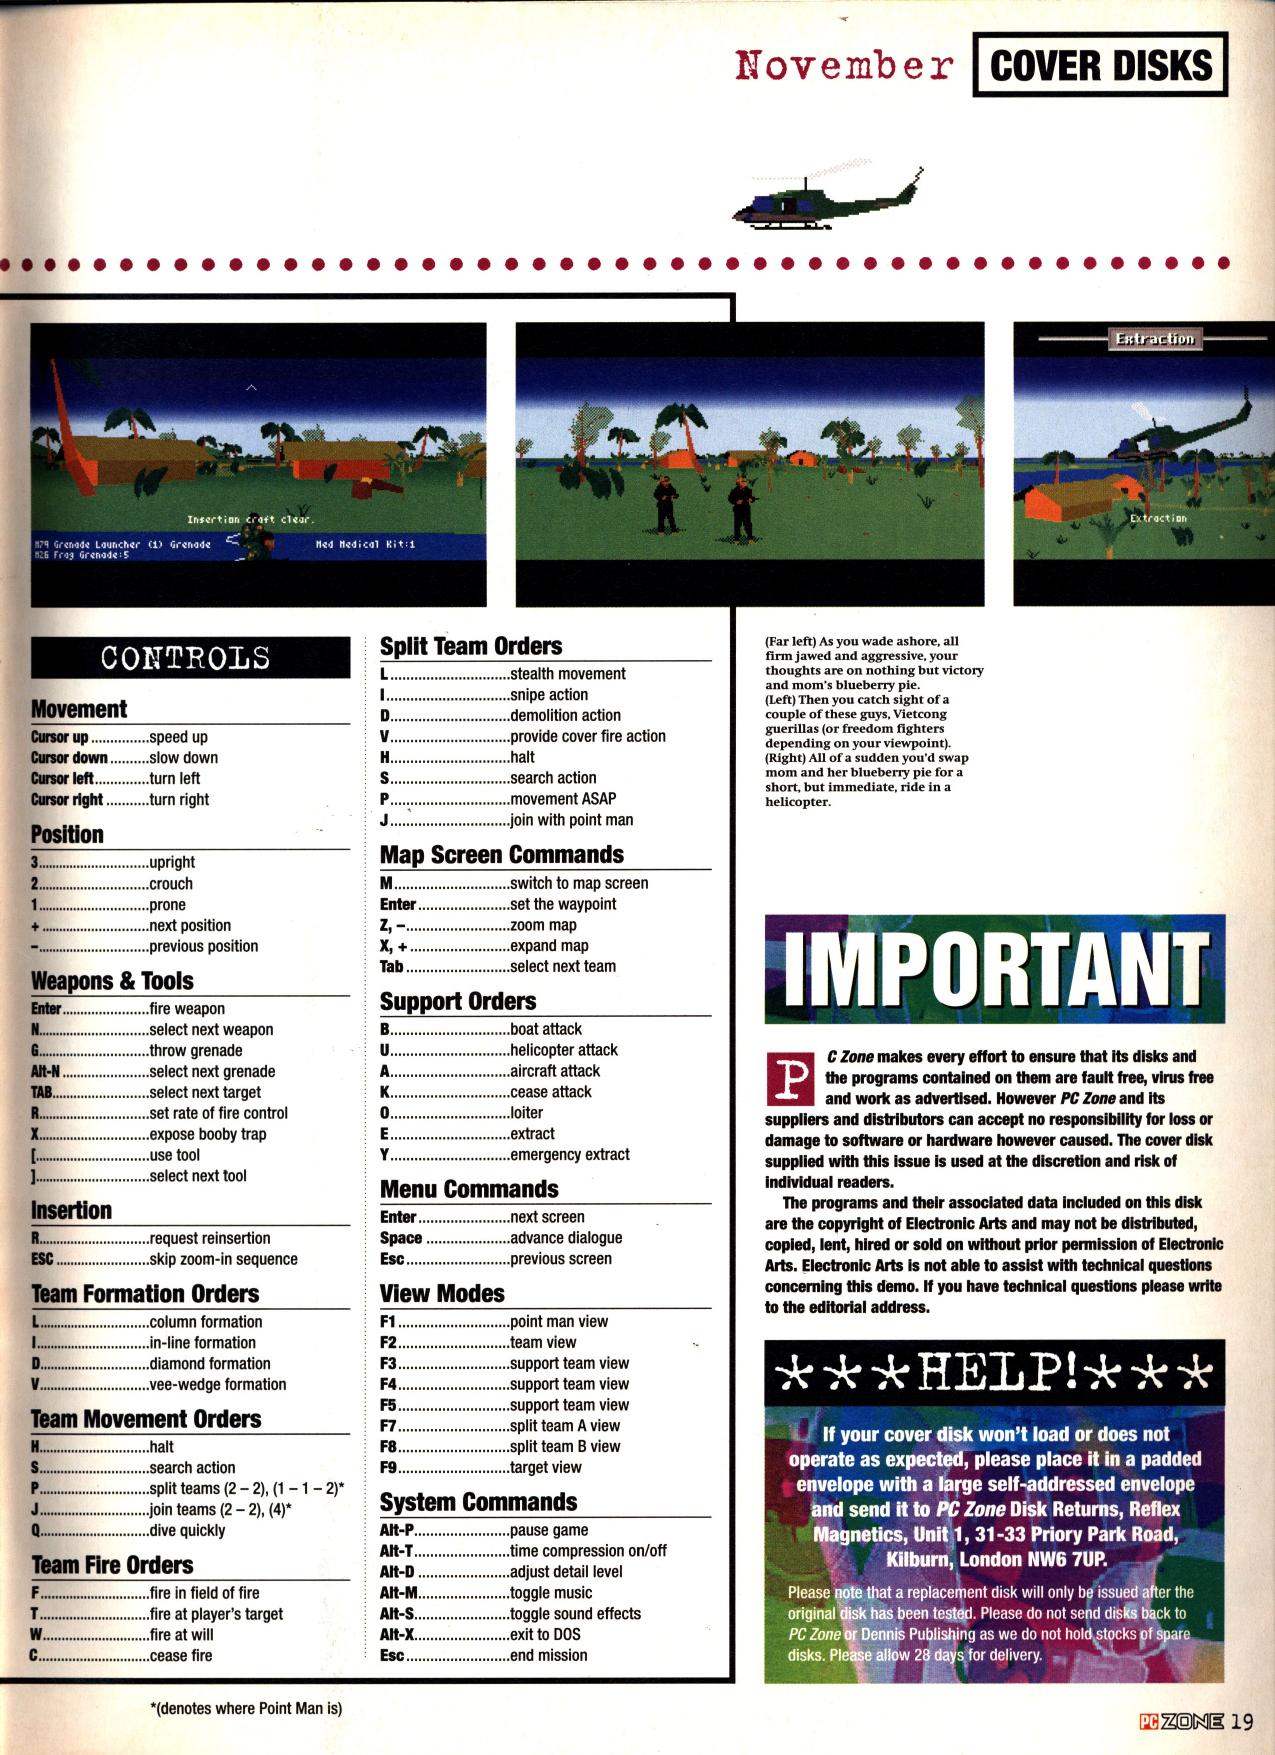 November COVER DISKS
Extraction
Insertion craft clear.
M79 Grenade Launcher (1) Grenade Med Medical Kit:1
M26 Frag Grenade:5
Extraction
CONTROLS
Movement
Cursor up..............speed up
Cursor down..........slow down
Cursor left.............turn left
Cursor right...........turn right
Position
3............................upright
2............................crouch
1............................prone
+............................next position
–............................previous position
Weapons & Tools
Enter......................fire weapon
N............................select next weapon
G............................throw grenade
Alt-N......................select next grenade
TAB.........................select next target
R............................set rate of fire control
X............................expose booby trap
[............................use tool
]............................select next tool
Insertion
R............................request reinsertion
ESC.......................skip zoom-in sequence
Team Formation Orders
L............................column formation
I............................in-line formation
D............................diamond formation
V............................vee-wedge formation
Team Movement Orders
H............................halt
S............................search action
P............................split teams (2 – 2), (1 – 1 – 2)*
J............................join teams (2 – 2), (4)*
Q............................dive quickly
Team Fire Orders
F............................fire in field of fire
T............................fire at player's target
W............................fire at will
C............................cease fire
*(denotes where Point Man is)
Split Team Orders
L............................stealth movement
I............................snipe action
D............................demolition action
V............................provide cover fire action
H............................halt
S............................search action
P............................movement ASAP
J............................join with point man
Map Screen Commands
M............................switch to map screen
Enter......................set the waypoint
Z, –.........................zoom map
X, +........................expand map
Tab.........................select next team
Support Orders
B............................boat attack
U............................helicopter attack
A............................aircraft attack
K............................cease attack
O............................loiter
E............................extract
Y............................emergency extract
Menu Commands
Enter......................next screen
Space....................advance dialogue
Esc.........................previous screen
View Modes
F1...........................point man view
F2...........................team view
F3...........................support team view
F4...........................support team view
F5...........................support team view
F7...........................split team A view
F8...........................split team B view
F9...........................target view
System Commands
Alt-P.......................pause game
Alt-T.......................time compression on/off
Alt-D......................adjust detail level
Alt-M......................toggle music
Alt-S.......................toggle sound effects
Alt-X.......................exit to DOS
Esc.........................end mission
(Far left) As you wade ashore, all
firm jawed and aggressive, your
thoughts are on nothing but victory
and mom's blueberry pie.
(Left) Then you catch sight of a
couple of these guys, Vietcong
guerillas (or freedom fighters
depending on your viewpoint).
(Right) All of a sudden you'd swap
mom and her blueberry pie for a
short, but immediate, ride in a
helicopter.
IMPORTANT
PC Zone makes every effort to ensure that its disks and
the programs contained on them are fault free, virus free
and work as advertised. However PC Zone and its
suppliers and distributors can accept no responsibility for loss or
damage to software or hardware however caused. The cover disk
supplied with this issue is used at the discretion and risk of
individual readers.
The programs and their associated data included on this disk
are the copyright of Electronic Arts and may not be distributed,
copied, lent, hired or sold on without prior permission of Electronic
Arts. Electronic Arts is not able to assist with technical questions
concerning this demo. If you have technical questions please write
to the editorial address.
***HELP!***
If your cover disk won't load or does not
operate as expected, please place it in a padded
envelope with a large self-addressed envelope
and send it to PC Zone Disk Returns, Reflex
Magnetics, Unit 1, 31-33 Priory Park Road,
Kilburn, London NW6 7UP.
Please note that a replacement disk will only be issued after the
original disk has been tested. Please do not send disks back to
PC Zone or Dennis Publishing as we do not hold stocks of spare
disks. Please allow 28 days for delivery.
PC ZONE 19